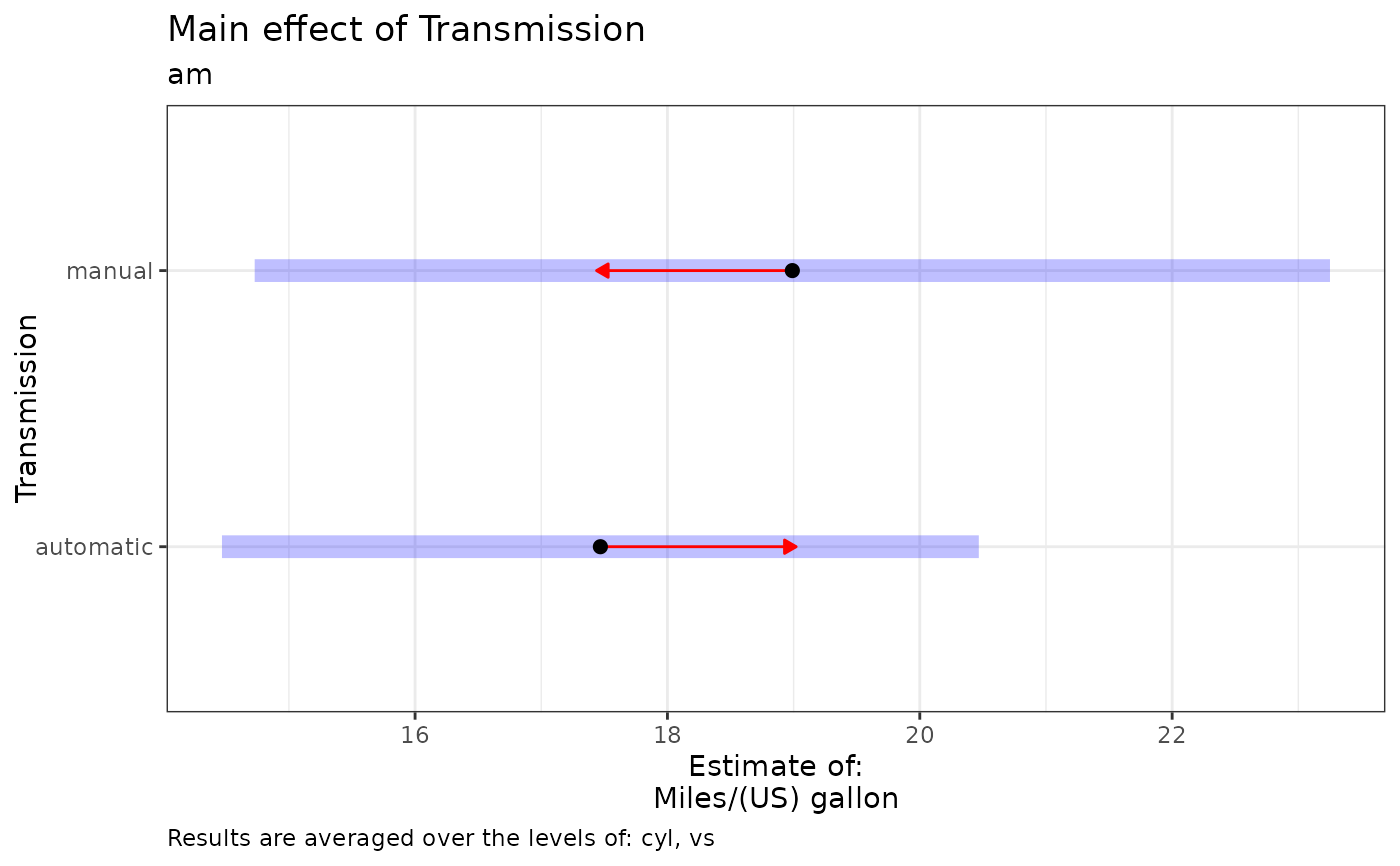 Main effect of Transmission
am
Transmission
manual
automatic
16 18 20 22
Estimate of:
Miles/(US) gallon
Results are averaged over the levels of: cyl, vs